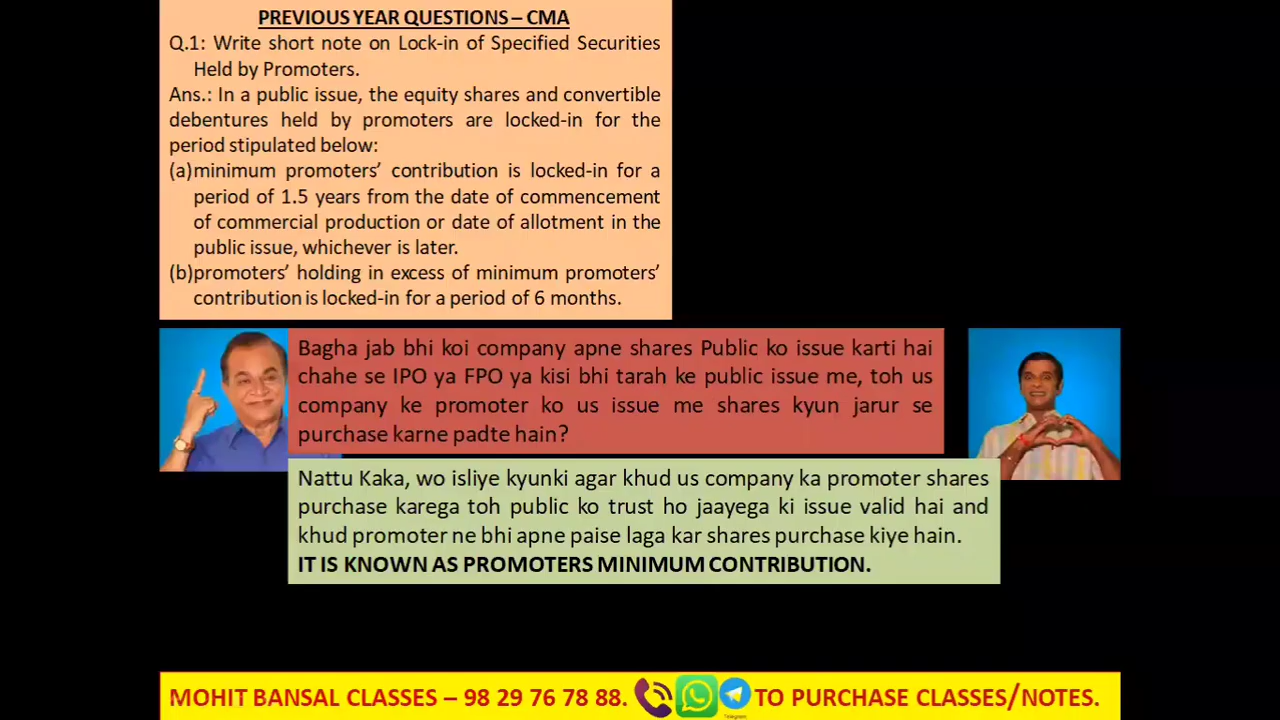 PREVIOUS YEAR QUESTIONS – CMA
Q.1: Write short note on Lock-in of Specified Securities
Held by Promoters.
Ans.: In a public issue, the equity shares and convertible
debentures held by promoters are locked-in for the
period stipulated below:
(a)minimum promoters’ contribution is locked-in for a
period of 1.5 years from the date of commencement
of commercial production or date of allotment in the
public issue, whichever is later.
(b)promoters’ holding in excess of minimum promoters’
contribution is locked-in for a period of 6 months.
Bagha jab bhi koi company apne shares Public ko issue karti hai
chahe se IPO ya FPO ya kisi bhi tarah ke public issue me, toh us
company ke promoter ko us issue me shares kyun jarur se
purchase karne padte hain?
Nattu Kaka, wo isliye kyunki agar khud us company ka promoter shares
purchase karega toh public ko trust ho jaayega ki issue valid hai and
khud promoter ne bhi apne paise laga kar shares purchase kiye hain.
IT IS KNOWN AS PROMOTERS MINIMUM CONTRIBUTION.
MOHIT BANSAL CLASSES – 98 29 76 78 88. TO PURCHASE CLASSES/NOTES.
Telegram